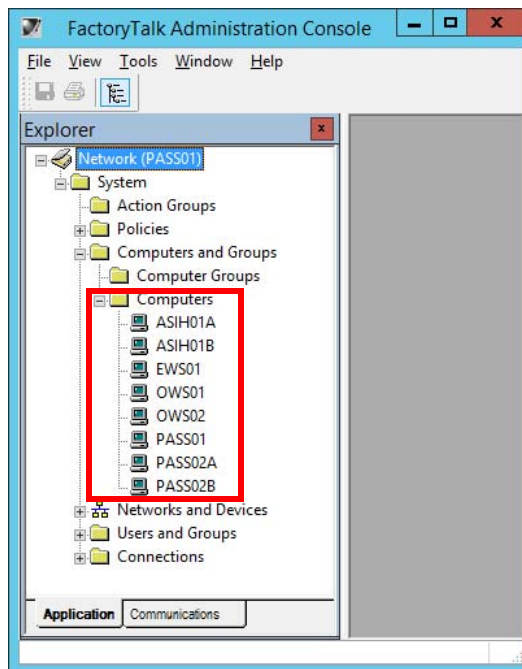 FactoryTalk Administration Console
File View Tools Window Help
Explorer
Network (PASS01)
System
Action Groups
Policies
Computers and Groups
Computer Groups
Computers
ASIH01A
ASIH01B
EWS01
OWS01
OWS02
PASS01
PASS02A
PASS02B
Networks and Devices
Users and Groups
Connections
Application Communications